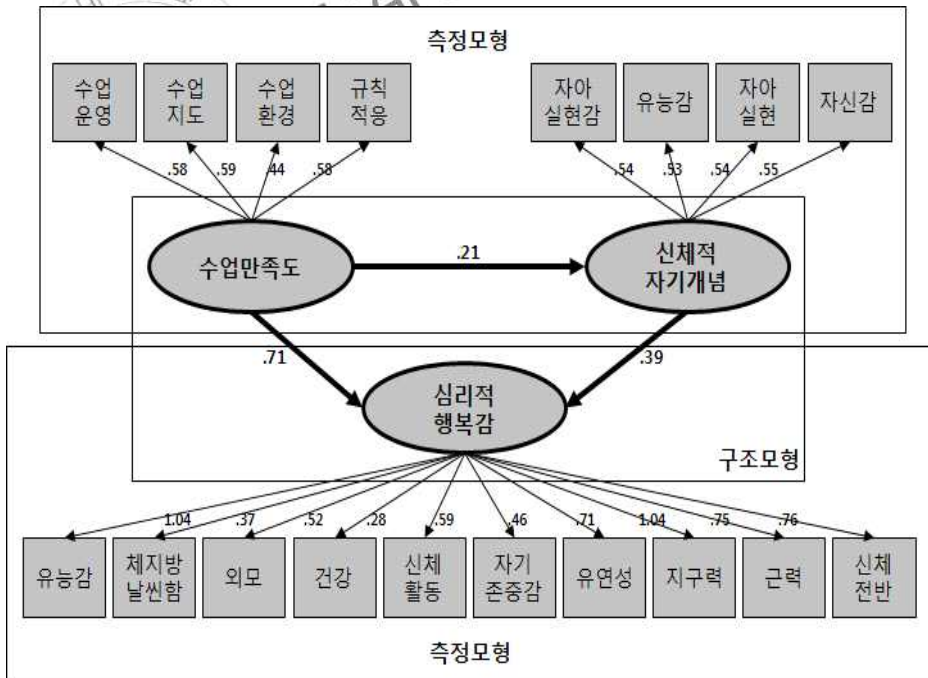 측정모형
수업
운영
수업
지도
수업
환경
규칙
적응
자아
실현감
유능감
자아
실현
자신감
.58
.59
.44
.58
.54
.53
.54
.55
수업만족도
.21
신체적
자기개념
.71
.39
심리적
행복감
구조모형
1.04
.37
.52
.28
.59
.46
.71
1.04
.75
.76
유능감
체지방
날씬함
외모
건강
신체
활동
자기
존중감
유연성
지구력
근력
신체
전반
측정모형